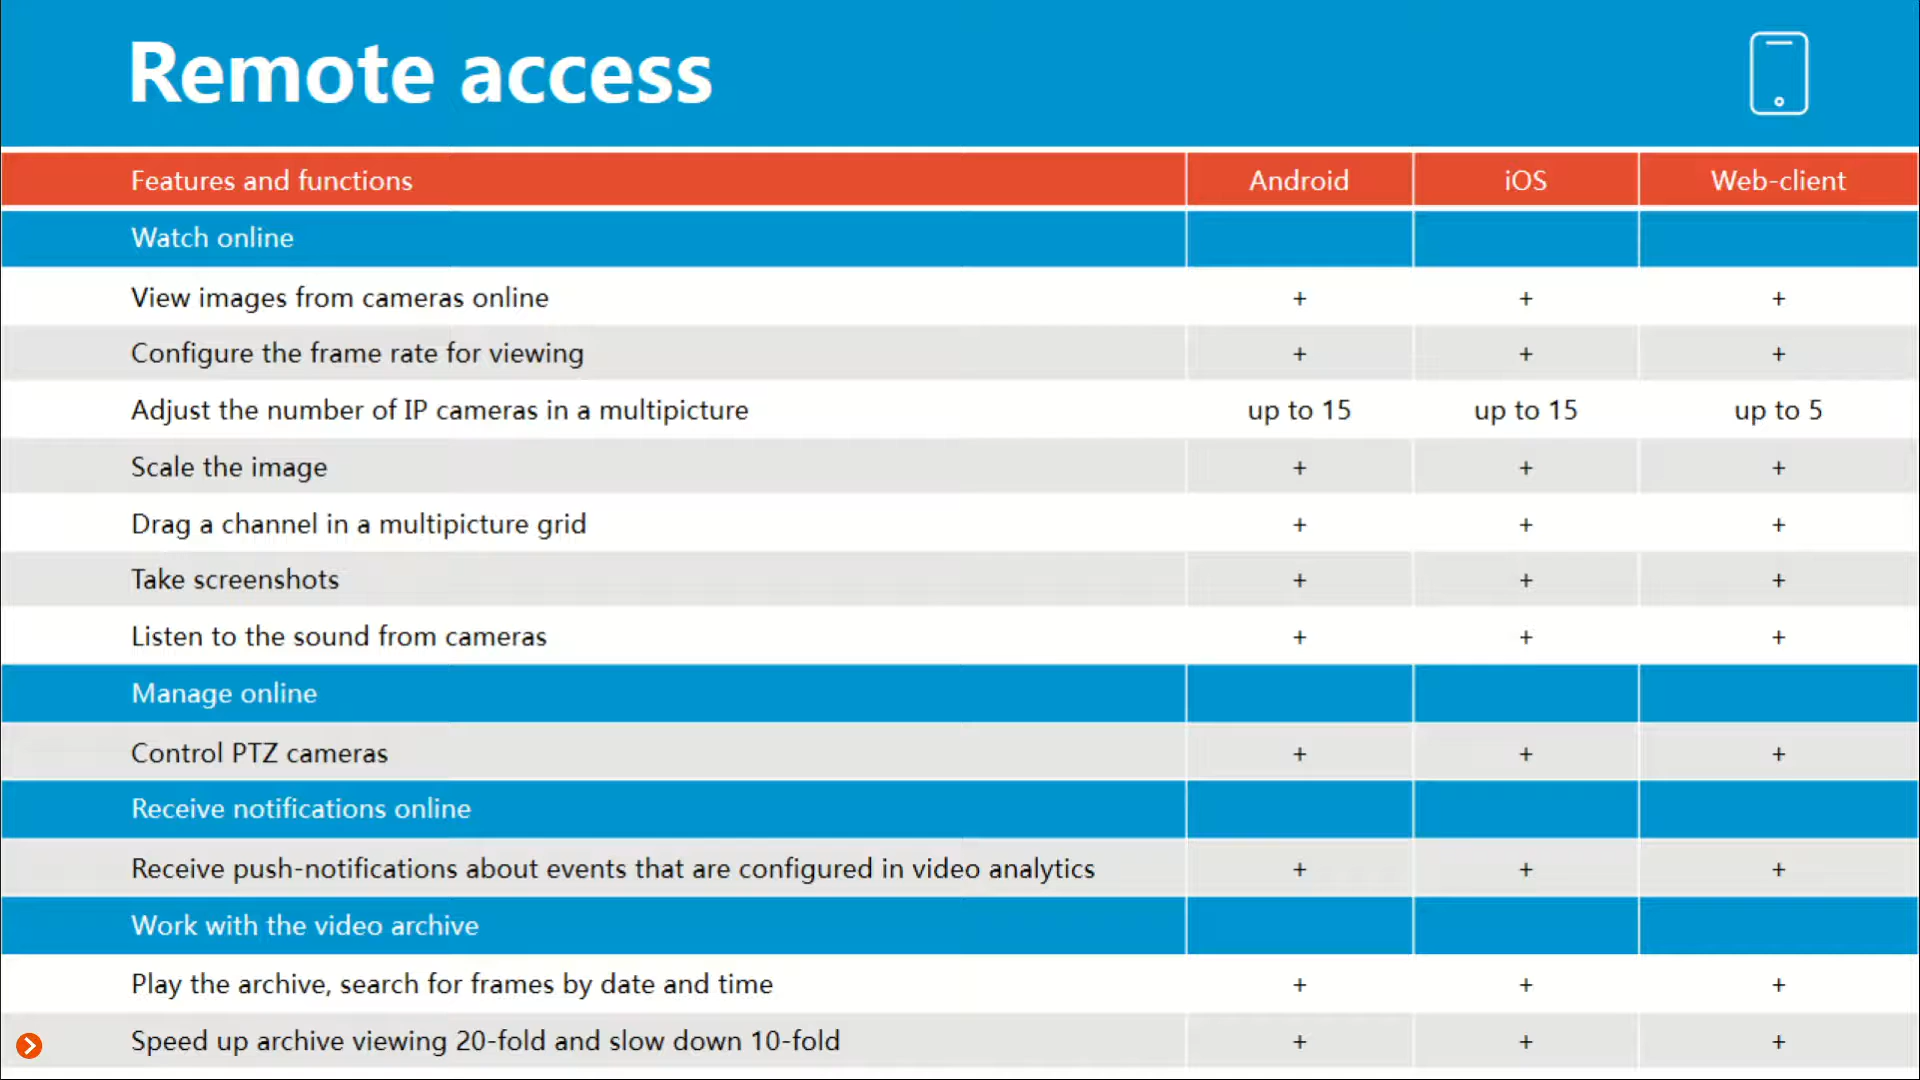 Remote access
Features and functions Android iOS Web-client
Watch online
View images from cameras online + + +
Configure the frame rate for viewing + + +
Adjust the number of IP cameras in a multipicture up to 15 up to 15 up to 5
Scale the image + + +
Drag a channel in a multipicture grid + + +
Take screenshots + + +
Listen to the sound from cameras + + +
Manage online
Control PTZ cameras + + +
Receive notifications online
Receive push-notifications about events that are configured in video analytics + + +
Work with the video archive
Play the archive, search for frames by date and time + + +
Speed up archive viewing 20-fold and slow down 10-fold + + +